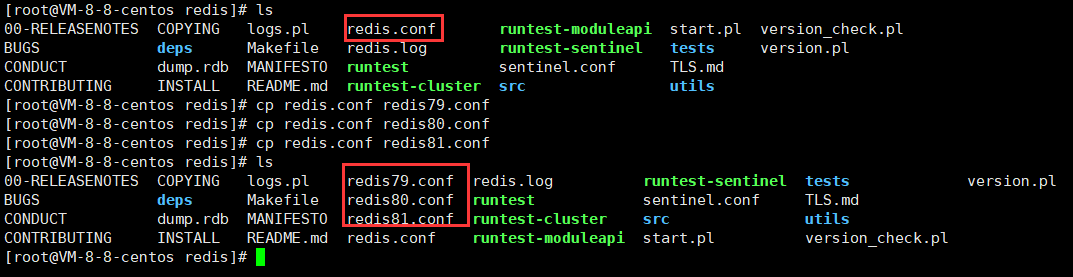 [root@VM-8-8-centos redis]# ls
00-RELEASENOTES  COPYING   logs.pl    redis.conf       runtest-moduleapi  start.pl  version_check.pl
BUGS             deps      Makefile   redis.log        runtest-sentinel   tests     version.pl
CONDUCT          dump.rdb  MANIFESTO  runtest          sentinel.conf      TLS.md
CONTRIBUTING     INSTALL   README.md  runtest-cluster  src                utils
[root@VM-8-8-centos redis]# cp redis.conf redis79.conf
[root@VM-8-8-centos redis]# cp redis.conf redis80.conf
[root@VM-8-8-centos redis]# cp redis.conf redis81.conf
[root@VM-8-8-centos redis]# ls
00-RELEASENOTES  COPYING   logs.pl    redis79.conf  redis.log          runtest-sentinel  tests             version.pl
BUGS             deps      Makefile   redis80.conf  runtest            sentinel.conf     TLS.md
CONDUCT          dump.rdb  MANIFESTO  redis81.conf  runtest-cluster    src               utils
CONTRIBUTING     INSTALL   README.md  redis.conf    runtest-moduleapi  start.pl          version_check.pl
[root@VM-8-8-centos redis]#